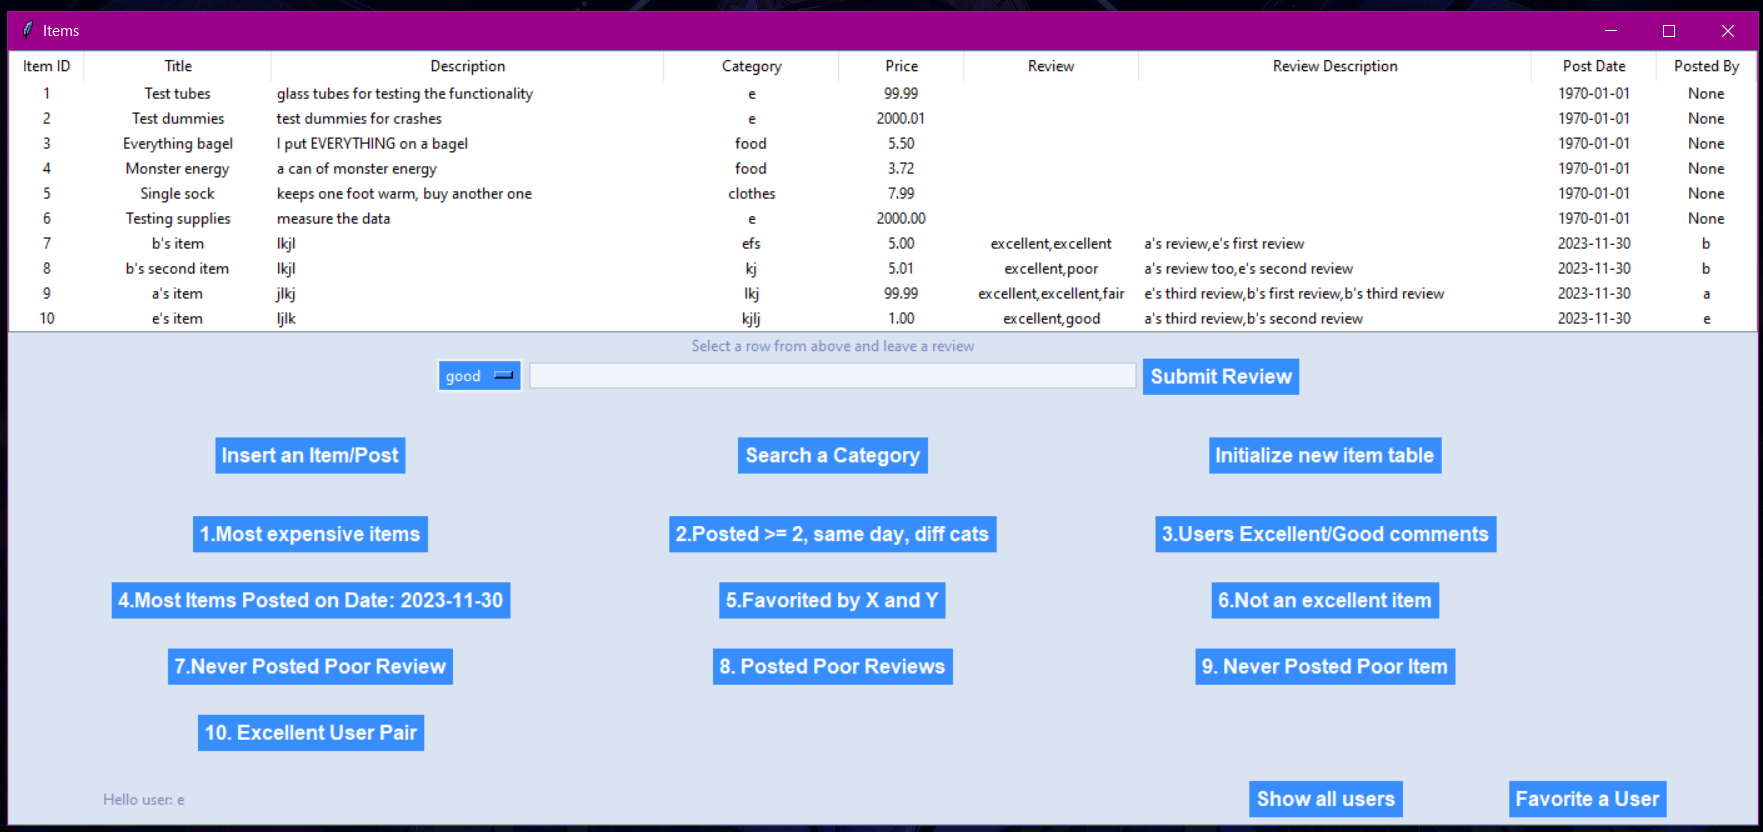 Items
Item ID Title Description Category Price Review Review Description Post Date Posted By
1 Test tubes glass tubes for testing the functionality e 99.99 1970-01-01 None
2 Test dummies test dummies for crashes e 2000.01 1970-01-01 None
3 Everything bagel I put EVERYTHING on a bagel food 5.50 1970-01-01 None
4 Monster energy a can of monster energy food 3.72 1970-01-01 None
5 Single sock keeps one foot warm, buy another one clothes 7.99 1970-01-01 None
6 Testing supplies measure the data e 2000.00 1970-01-01 None
7 b's item lkjl efs 5.00 excellent,excellent a's review,e's first review 2023-11-30 b
8 b's second item lkjl kj 5.01 excellent,poor a's review too,e's second review 2023-11-30 b
9 a's item jlkj lkj 99.99 excellent,excellent,fair e's third review,b's first review,b's third review 2023-11-30 a
10 e's item ljlk kjlj 1.00 excellent,good a's third review,b's second review 2023-11-30 e
Select a row from above and leave a review
good Submit Review
Insert an Item/Post Search a Category Initialize new item table
1.Most expensive items 2.Posted >= 2, same day, diff cats 3.Users Excellent/Good comments
4.Most Items Posted on Date: 2023-11-30 5.Favorited by X and Y 6.Not an excellent item
7.Never Posted Poor Review 8. Posted Poor Reviews 9. Never Posted Poor Item
10. Excellent User Pair
Hello user: e Show all users Favorite a User